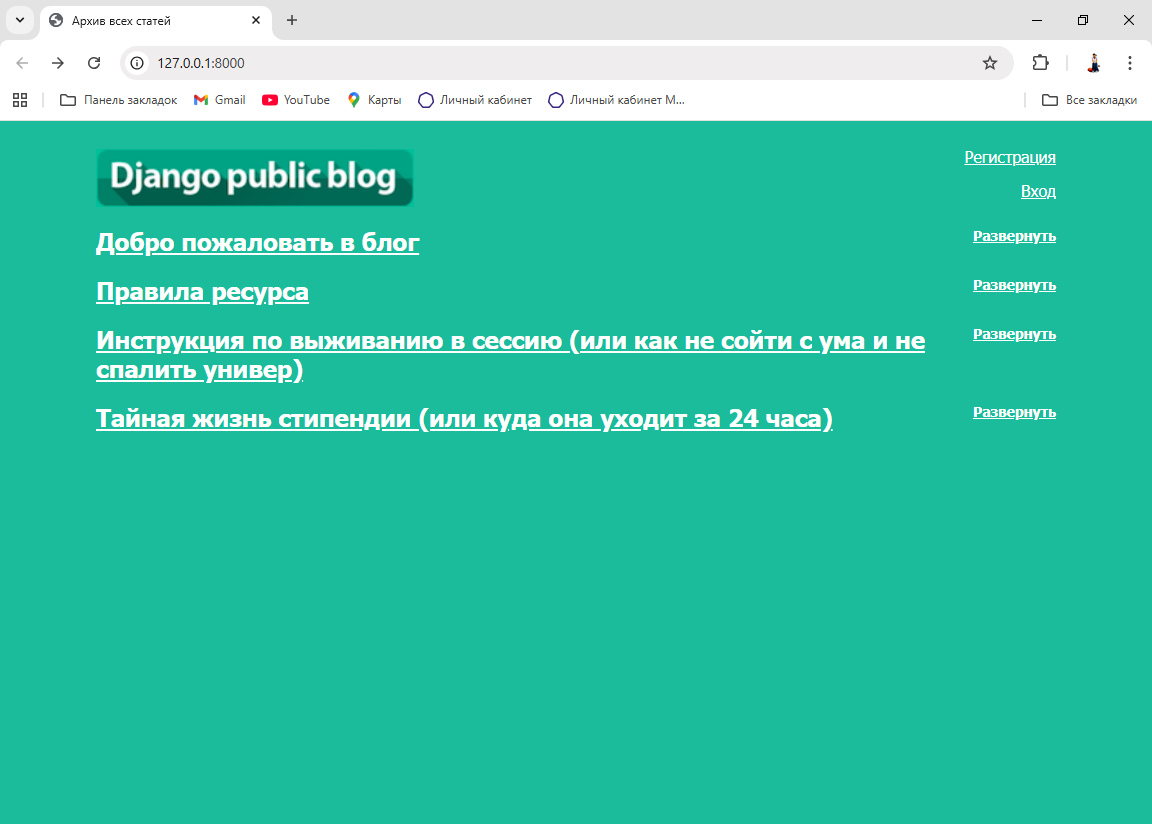 Архив всех статей
127.0.0.1:8000
Панель закладок Gmail YouTube Карты Личный кабинет Личный кабинет М... Все закладки
Django public blog
Регистрация
Вход
Добро пожаловать в блог Развернуть
Правила ресурса Развернуть
Инструкция по выживанию в сессию (или как не сойти с ума и не Развернуть
спалить универ)
Тайная жизнь стипендии (или куда она уходит за 24 часа) Развернуть